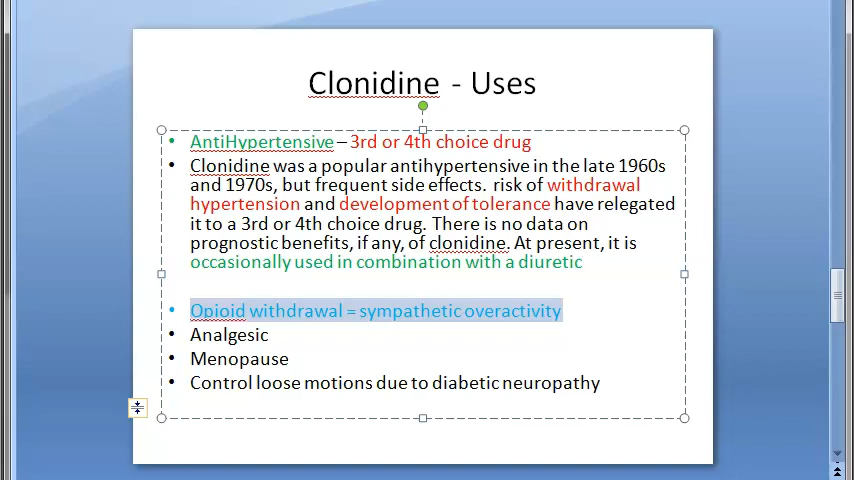 Clonidine - Uses
• AntiHypertensive – 3rd or 4th choice drug
• Clonidine was a popular antihypertensive in the late 1960s
and 1970s, but frequent side effects. risk of withdrawal
hypertension and development of tolerance have relegated
it to a 3rd or 4th choice drug. There is no data on
prognostic benefits, if any, of clonidine. At present, it is
occasionally used in combination with a diuretic
• Opioid withdrawal = sympathetic overactivity
• Analgesic
• Menopause
• Control loose motions due to diabetic neuropathy